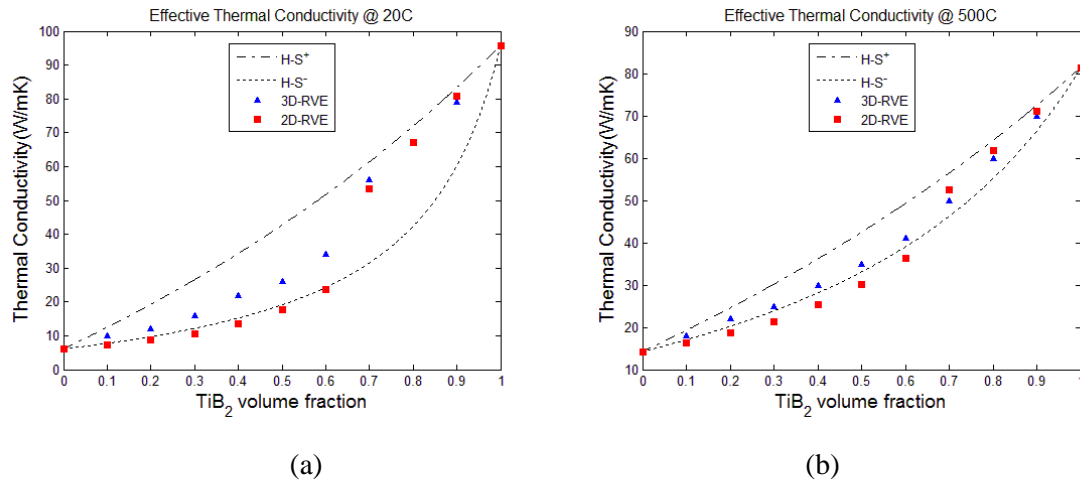 Effective Thermal Conductivity @ 20C
Thermal Conductivity(W/mK)
100
90
80
70
60
50
40
30
20
10
0
H-S+
H-S-
3D-RVE
2D-RVE
0 0.1 0.2 0.3 0.4 0.5 0.6 0.7 0.8 0.9 1
TiB2 volume fraction
(a)
Effective Thermal Conductivity @ 500C
Thermal Conductivity(W/mK)
90
80
70
60
50
40
30
20
10
H-S+
H-S-
3D-RVE
2D-RVE
0 0.1 0.2 0.3 0.4 0.5 0.6 0.7 0.8 0.9 1
TiB2 volume fraction
(b)